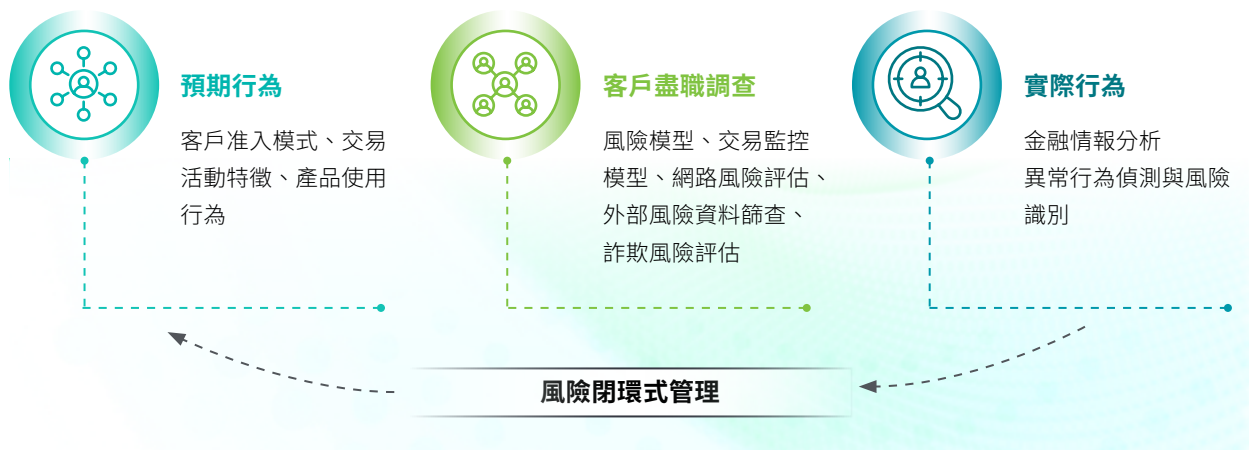 預期行為
客戶准入模式、交易
活動特徵、產品使用
行為
客戶盡職調查
風險模型、交易監控
模型、網路風險評估、
外部風險資料篩查、
詐欺風險評估
實際行為
金融情報分析
異常行為偵測與風險
識別
風險閉環式管理